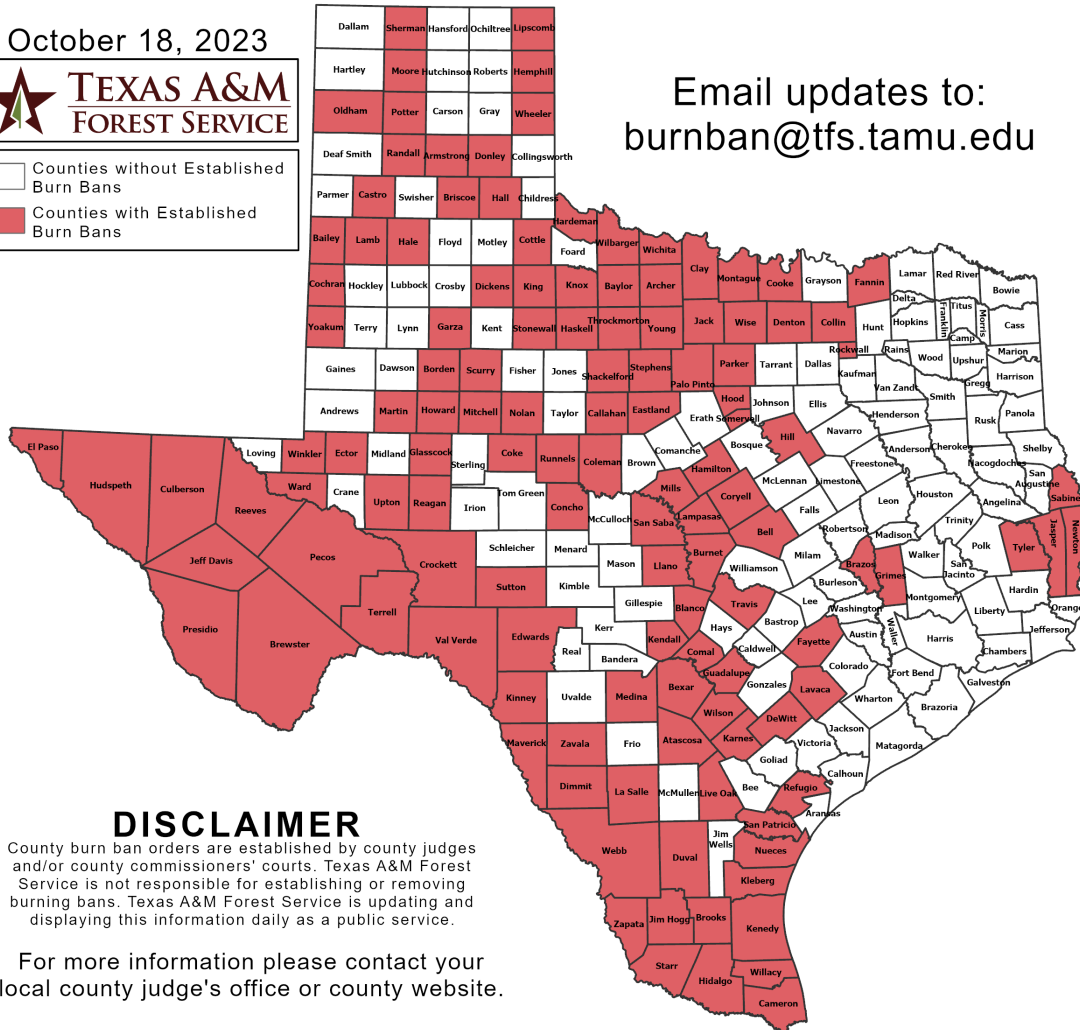 October 18, 2023
TEXAS A&M
FOREST SERVICE
Counties without Established
Burn Bans
Counties with Established
Burn Bans
Email updates to:
burnban@tfs.tamu.edu
Dallam Sherman Hansford Ochiltree Lipscomb
Hartley Moore Hutchinson Roberts Hemphill
Oldham Potter Carson Gray Wheeler
Deaf Smith Randall Armstrong Donley Collingsworth
Parmer Castro Swisher Briscoe Hall Childress
Hardeman
Bailey Lamb Hale Floyd Motley Cottle Foard Wilbarger Wichita
Clay Montague Cooke Grayson Fannin Lamar Red River Bowie
Cochran Hockley Lubbock Crosby Dickens King Knox Baylor Archer
Delta Titus Franklin Morris Hopkins Hunt Cass Camp
Yoakum Terry Lynn Garza Kent Stonewall Haskell Throckmorton Young Jack Wise Denton Collin
Rockwall Rains Wood Upshur Marion
Gaines Dawson Borden Scurry Fisher Jones Shackelford Stephens Palo Pinto Parker Tarrant Dallas Kaufman Van Zandt Gregg Harrison
Andrews Martin Howard Mitchell Nolan Taylor Callahan Eastland Erath Hood Somervell Johnson Ellis Henderson Smith Rusk Panola
El Paso Loving Winkler Ector Midland Glasscock Sterling Coke Runnels Coleman Brown Comanche Bosque Hill Navarro Anderson Cherokee Shelby
Hudspeth Culberson Reeves Ward Crane Upton Reagan Irion Tom Green Concho McCulloch San Saba Mills Hamilton Coryell McLennan Limestone Freestone Nacogdoches San
Augustine Sabine
Lampasas Bell Falls Robertson Leon Houston Angelina Trinity
Jeff Davis Pecos Crockett Schleicher Menard Mason Llano Burnet Williamson Milam Brazos Madison Grimes Walker San
Jacinto Polk Tyler Jasper Newton
Presidio Brewster Terrell Val Verde Sutton Kimble Gillespie Blanco Travis Bastrop Lee Burleson Washington Montgomery Liberty Hardin Orange
Edwards Real Kerr Bandera Kendall Comal Hays Caldwell Fayette Austin Waller Harris Chambers Jefferson
Kinney Uvalde Medina Bexar Guadalupe Gonzales Lavaca Colorado Fort Bend Galveston
Maverick Zavala Frio Atascosa Wilson Karnes DeWitt Wharton Brazoria
Dimmit La Salle McMullen Live Oak Bee Goliad Victoria Jackson Matagorda Calhoun
Refugio Aransas
Webb Duval Jim
Wells San Patricio Nueces
Kleberg
Zapata Jim Hogg Brooks Kenedy
Starr Hidalgo Willacy
Cameron
DISCLAIMER
County burn ban orders are established by county judges
and/or county commissioners' courts. Texas A&M Forest
Service is not responsible for establishing or removing
burning bans. Texas A&M Forest Service is updating and
displaying this information daily as a public service.
For more information please contact your
local county judge's office or county website.